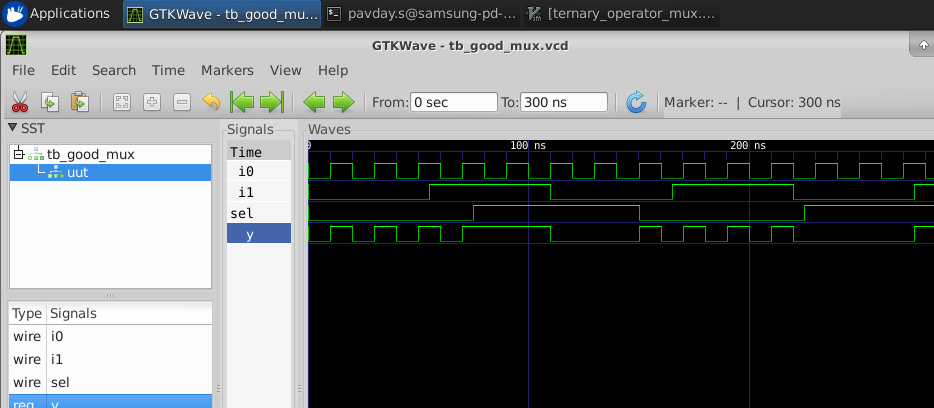 Applications
GTKWave - tb_good_mu...
pavday.s@samsung-pd-...
[ternary_operator_mux....
GTKWave - tb_good_mux.vcd
File Edit Search Time Markers View Help
From: 0 sec To: 300 ns Marker: -- | Cursor: 300 ns
SST
tb_good_mux
uut
Type Signals
wire i0
wire i1
wire sel
reg y
Signals
Time
i0
i1
sel
y
Waves
0 100 ns 200 ns